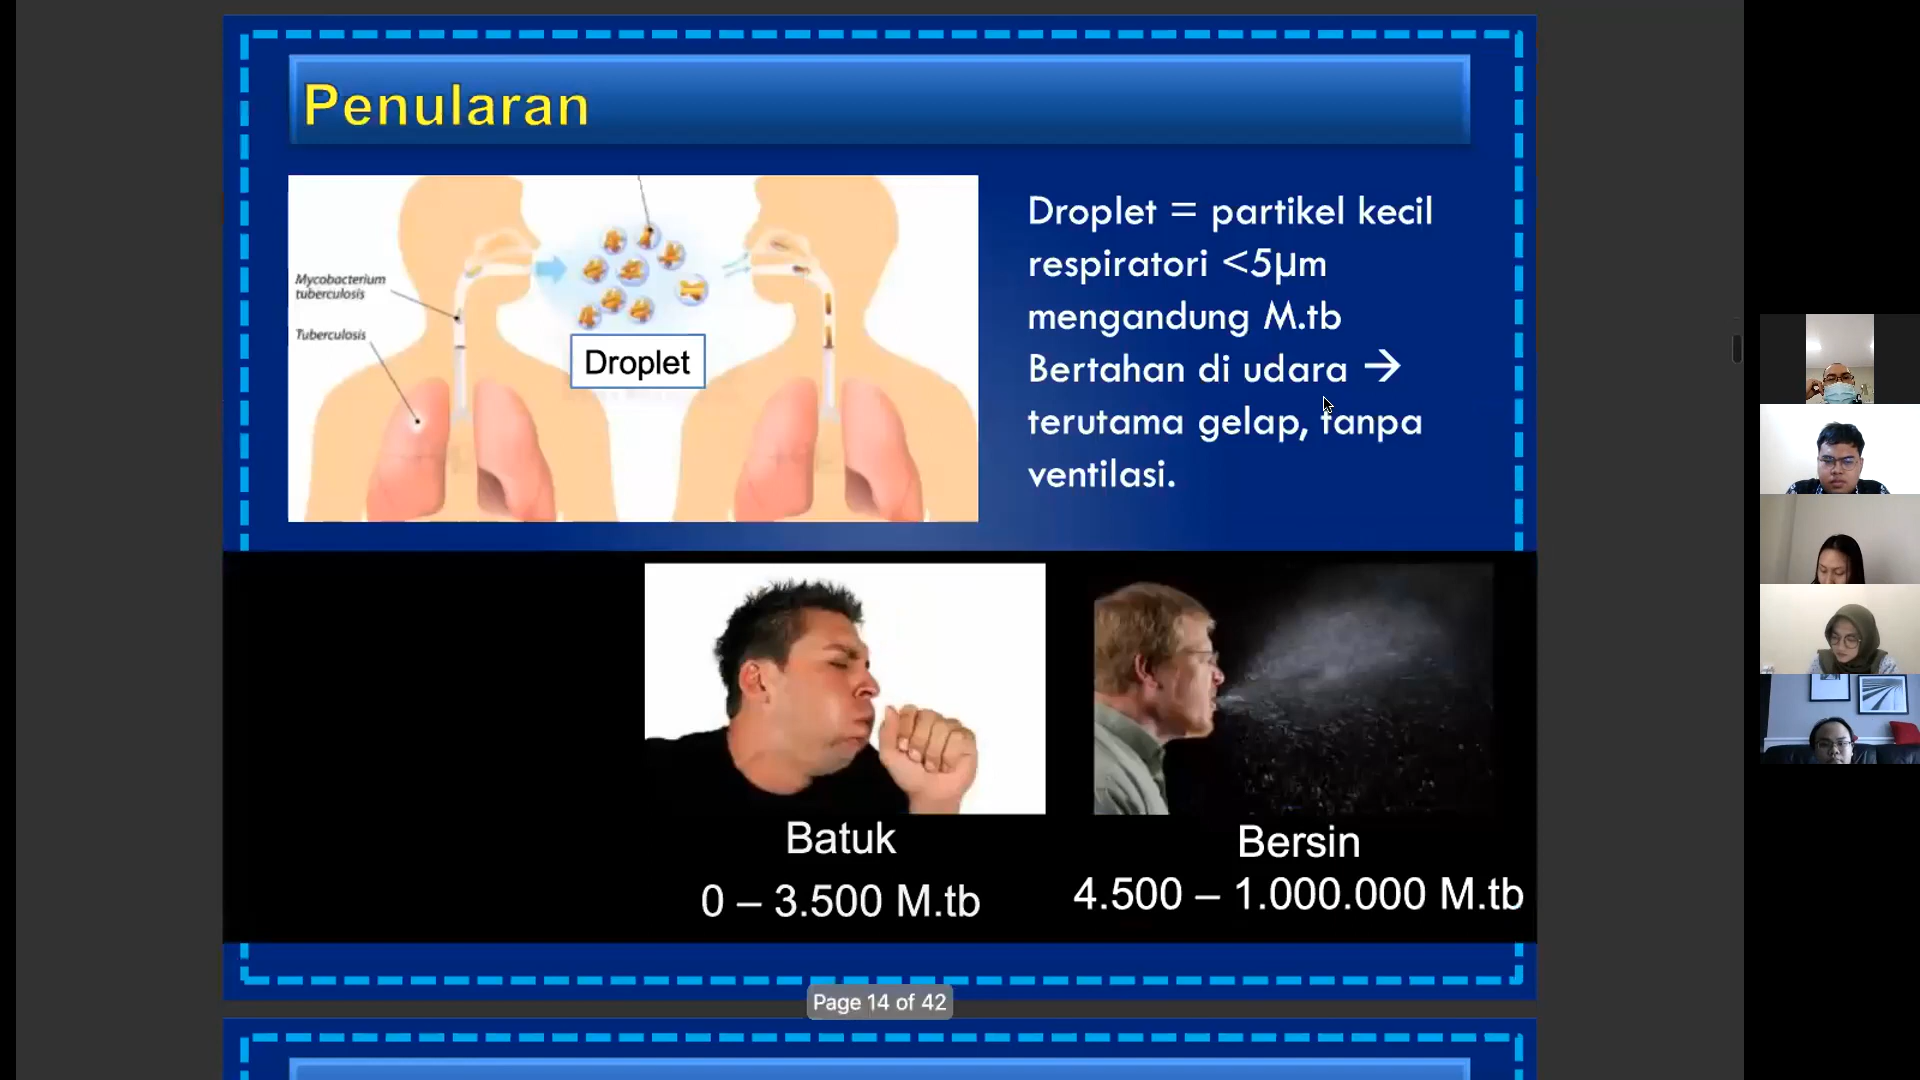 Penularan
Mycobacterium
tuberculosis
Tuberculosis
Droplet
Droplet = partikel kecil
respiratori <5µm
mengandung M.tb
Bertahan di udara →
terutama gelap, tanpa
ventilasi.
Batuk
0 – 3.500 M.tb
Bersin
4.500 – 1.000.000 M.tb
Page 14 of 42